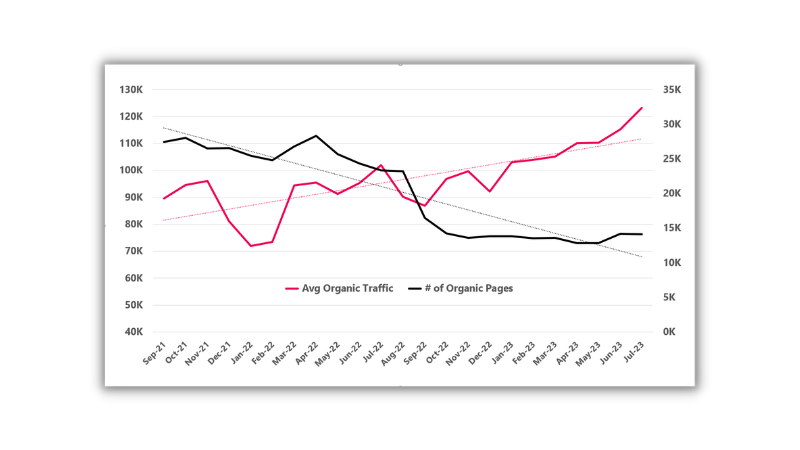 130K
120K
110K
100K
90K
80K
70K
60K
50K
40K
35K
30K
25K
20K
15K
10K
5K
0K
Avg Organic Traffic # of Organic Pages
Sep-21 Oct-21 Nov-21 Dec-21 Jan-22 Feb-22 Mar-22 Apr-22 May-22 Jun-22 Jul-22 Aug-22 Sep-22 Oct-22 Nov-22 Dec-22 Jan-23 Feb-23 Mar-23 Apr-23 May-23 Jun-23 Jul-23